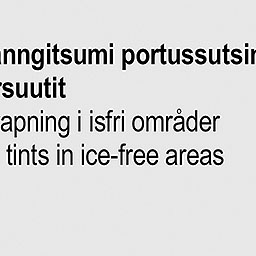 anngitsumi portussutsin
rsuutit
apning i isfri områder
tints in ice-free areas